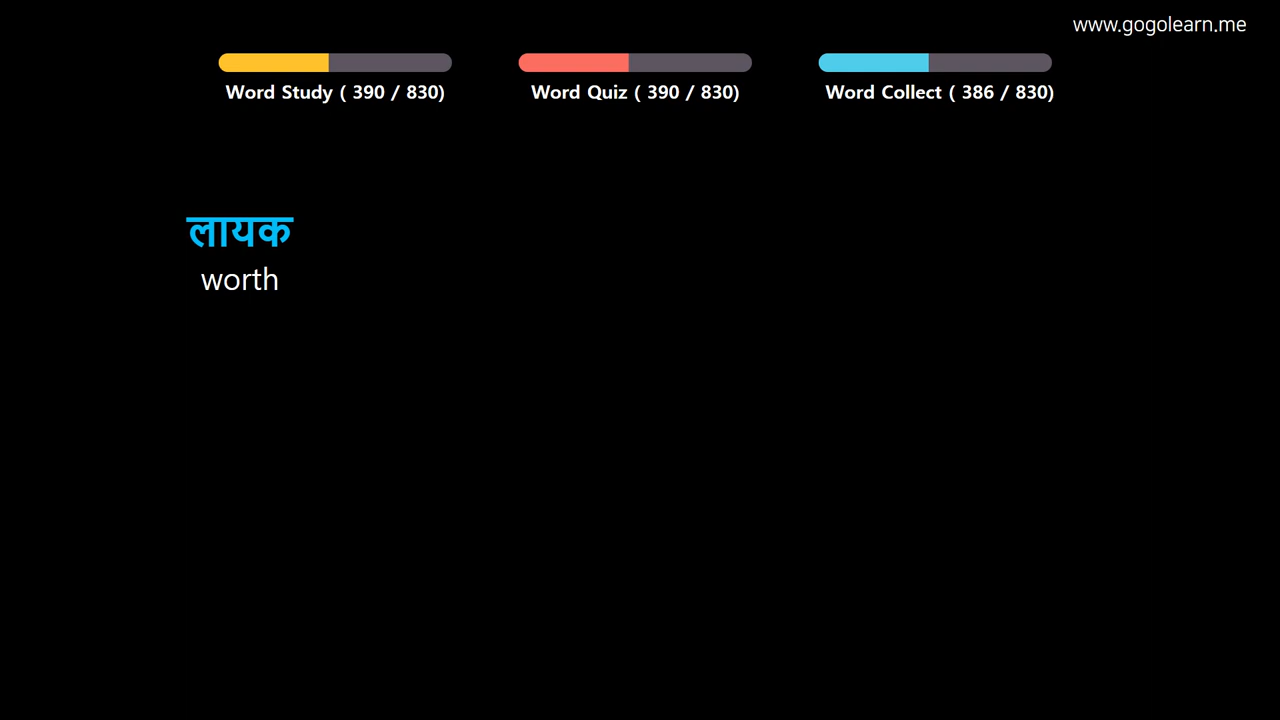 www.gogolearn.me
Word Study ( 390 / 830)
Word Quiz ( 390 / 830)
Word Collect ( 386 / 830)
लायक
worth